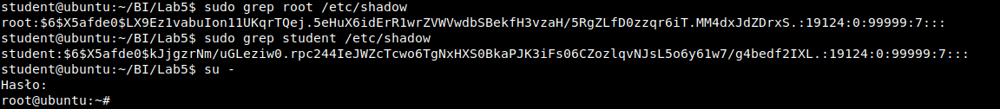 student@ubuntu:~/BI/Lab5$ sudo grep root /etc/shadow
root:$6$X5afde0$LX9Ez1vabuIon11UKqrTQej.5eHuX6idErR1wrZVWVwdbSBekfH3vzaH/5RgZLfD0zzqr6iT.MM4dxJdZDrxS.:19124:0:99999:7:::
student@ubuntu:~/BI/Lab5$ sudo grep student /etc/shadow
student:$6$X5afde0$kJjgzrNm/uGLeziw0.rpc244IeJWZcTcwo6TgNxHXS0BkaPJK3iFs06CZozlqvNJsL5o6y61w7/g4bedf2IXL.:19124:0:99999:7:::
student@ubuntu:~/BI/Lab5$ su -
Hasło:
root@ubuntu:~#